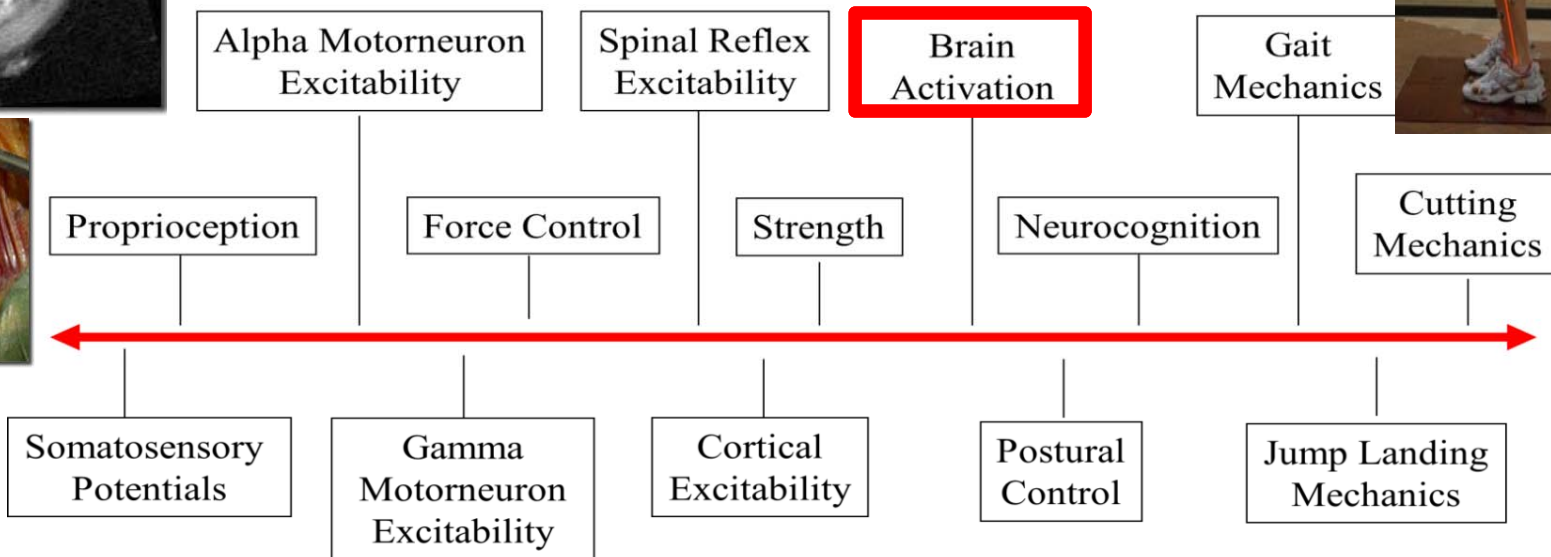 Alpha Motorneuron
Excitability
Spinal Reflex
Excitability
Brain
Activation
Gait
Mechanics
Proprioception
Force Control
Strength
Neurocognition
Cutting
Mechanics
Somatosensory
Potentials
Gamma
Motorneuron
Excitability
Cortical
Excitability
Postural
Control
Jump Landing
Mechanics